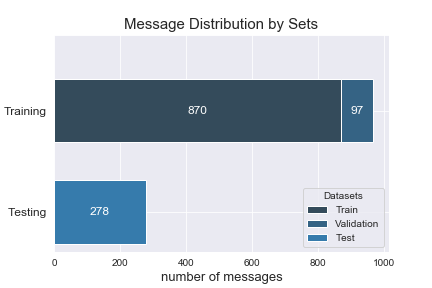 Message Distribution by Sets
Training
870
97
Testing
278
Datasets
Train
Validation
Test
0 200 400 600 800 1000
number of messages